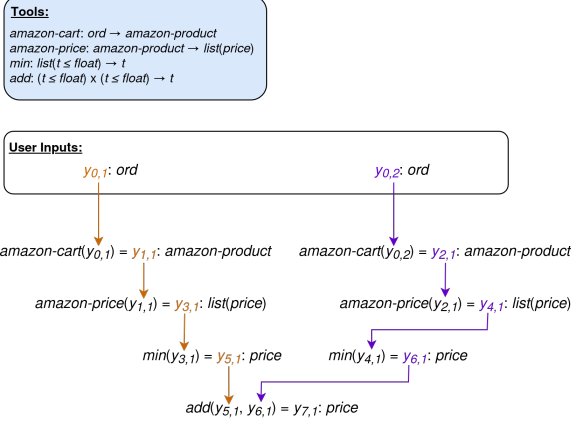 Tools:
amazon-cart: ord → amazon-product
amazon-price: amazon-product → list(price)
min: list(t ≤ float) → t
add: (t ≤ float) x (t ≤ float) → t
User Inputs:
y0,1: ord y0,2: ord
amazon-cart(y0,1) = y1,1: amazon-product amazon-cart(y0,2) = y2,1: amazon-product
amazon-price(y1,1) = y3,1: list(price) amazon-price(y2,1) = y4,1: list(price)
min(y3,1) = y5,1: price min(y4,1) = y6,1: price
add(y5,1, y6,1) = y7,1: price